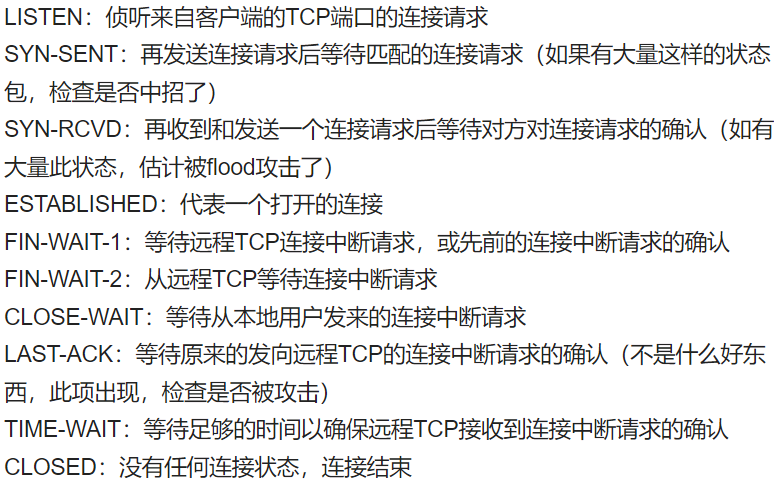 LISTEN：侦听来自客户端的TCP端口的连接请求
SYN-SENT：再发送连接请求后等待匹配的连接请求（如果有大量这样的状态
包，检查是否中招了）
SYN-RCVD：再收到和发送一个连接请求后等待对方对连接请求的确认（如有
大量此状态，估计被flood攻击了）
ESTABLISHED：代表一个打开的连接
FIN-WAIT-1：等待远程TCP连接中断请求，或先前的连接中断请求的确认
FIN-WAIT-2：从远程TCP等待连接中断请求
CLOSE-WAIT：等待从本地用户发来的连接中断请求
LAST-ACK：等待原来的发向远程TCP的连接中断请求的确认（不是什么好东
西，此项出现，检查是否被攻击）
TIME-WAIT：等待足够的时间以确保远程TCP接收到连接中断请求的确认
CLOSED：没有任何连接状态，连接结束